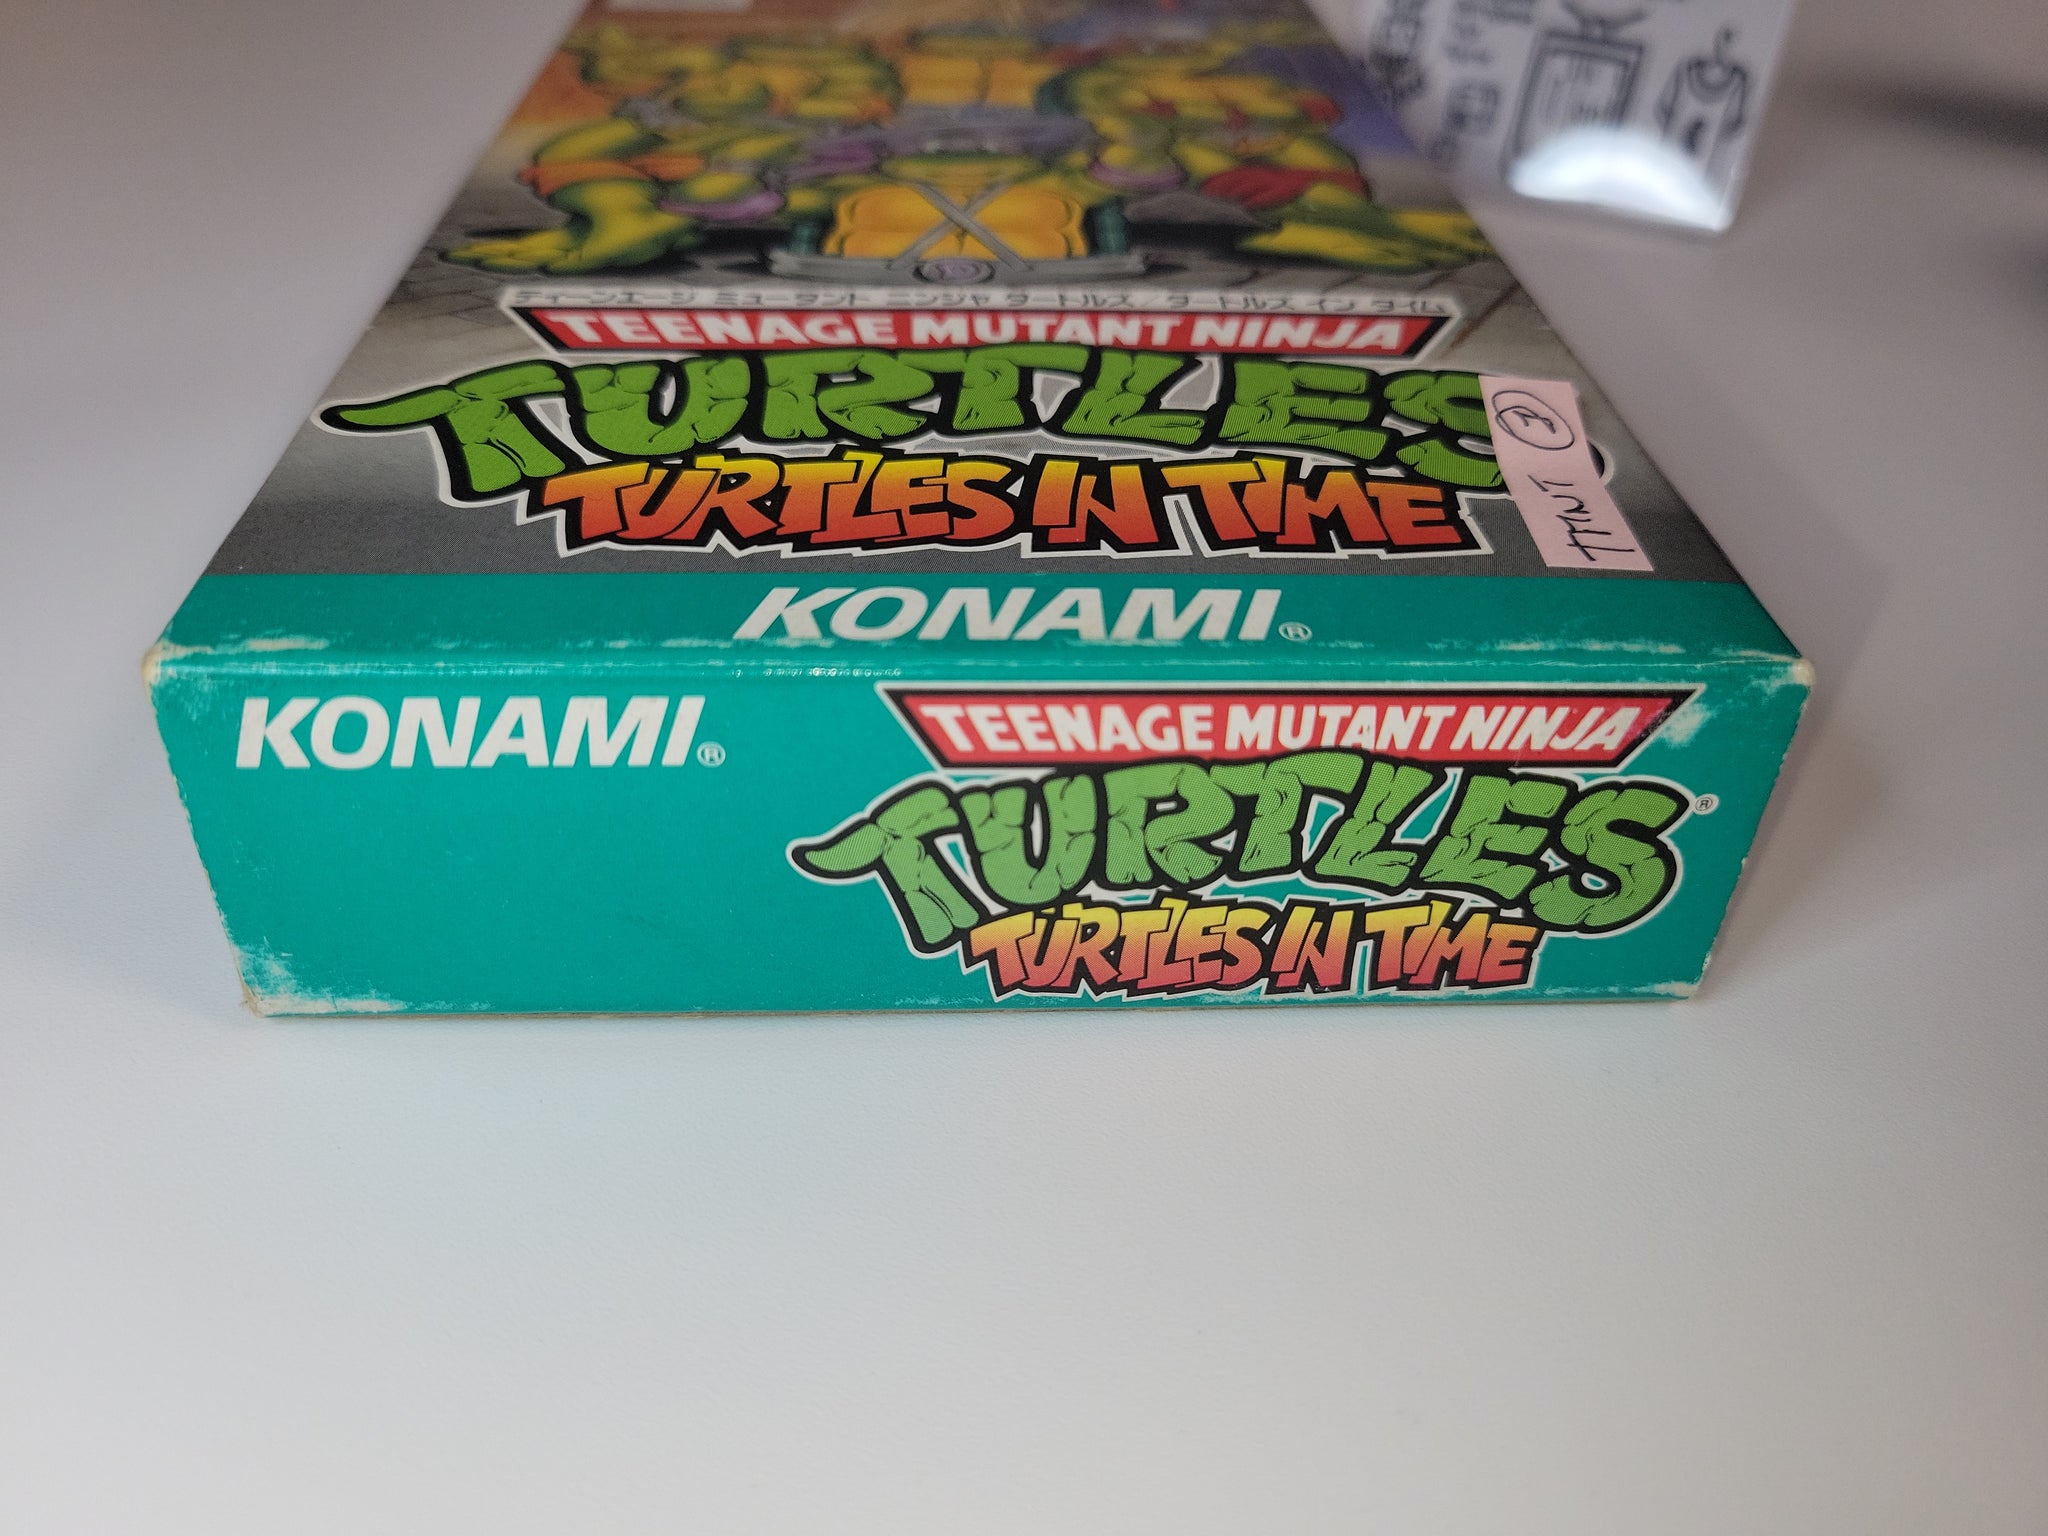 ティーンエージ ミュータント ニンジャ タートルズ/タートルズ イン タイム
TEENAGE MUTANT NINJA
TURTLES
TURTLES IN TIME
3
TMNT
KONAMI®
KONAMI®
TEENAGE MUTANT NINJA
TURTLES®
TURTLES IN TIME